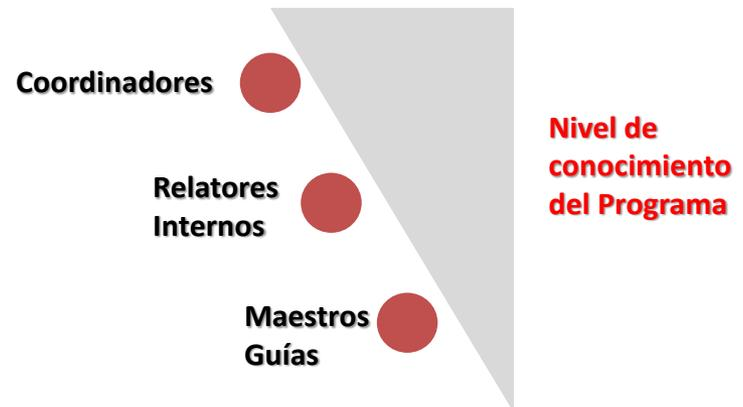 Coordinadores
Relatores
Internos
Maestros
Guías
Nivel de
conocimiento
del Programa